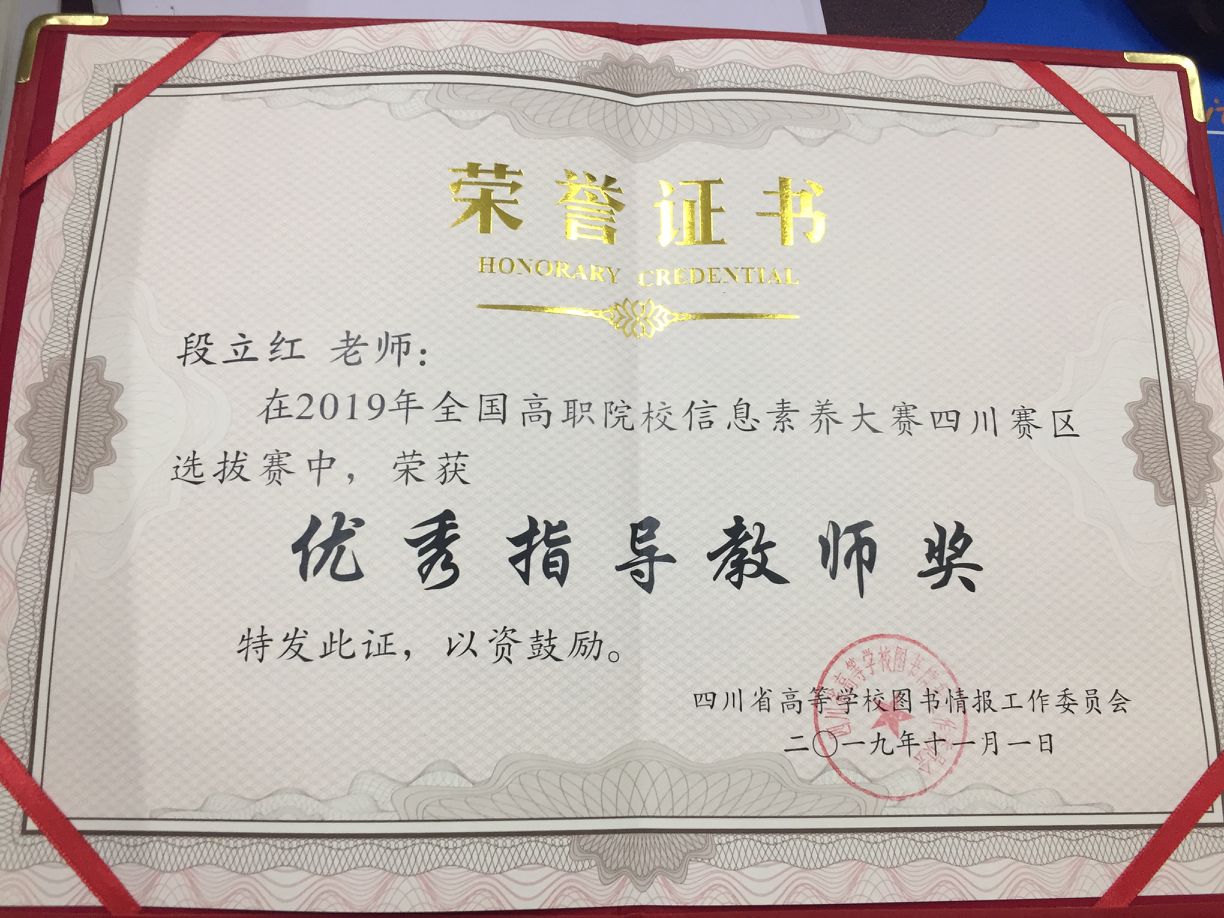 荣誉证书
HONORARY CREDENTIAL
段立红 老师：
在2019年全国高职院校信息素养大赛四川赛区
选拔赛中，荣获
优秀指导教师奖
特发此证，以资鼓励。
四川省高等学校图书情报工作委员会
二〇一九年十一月一日